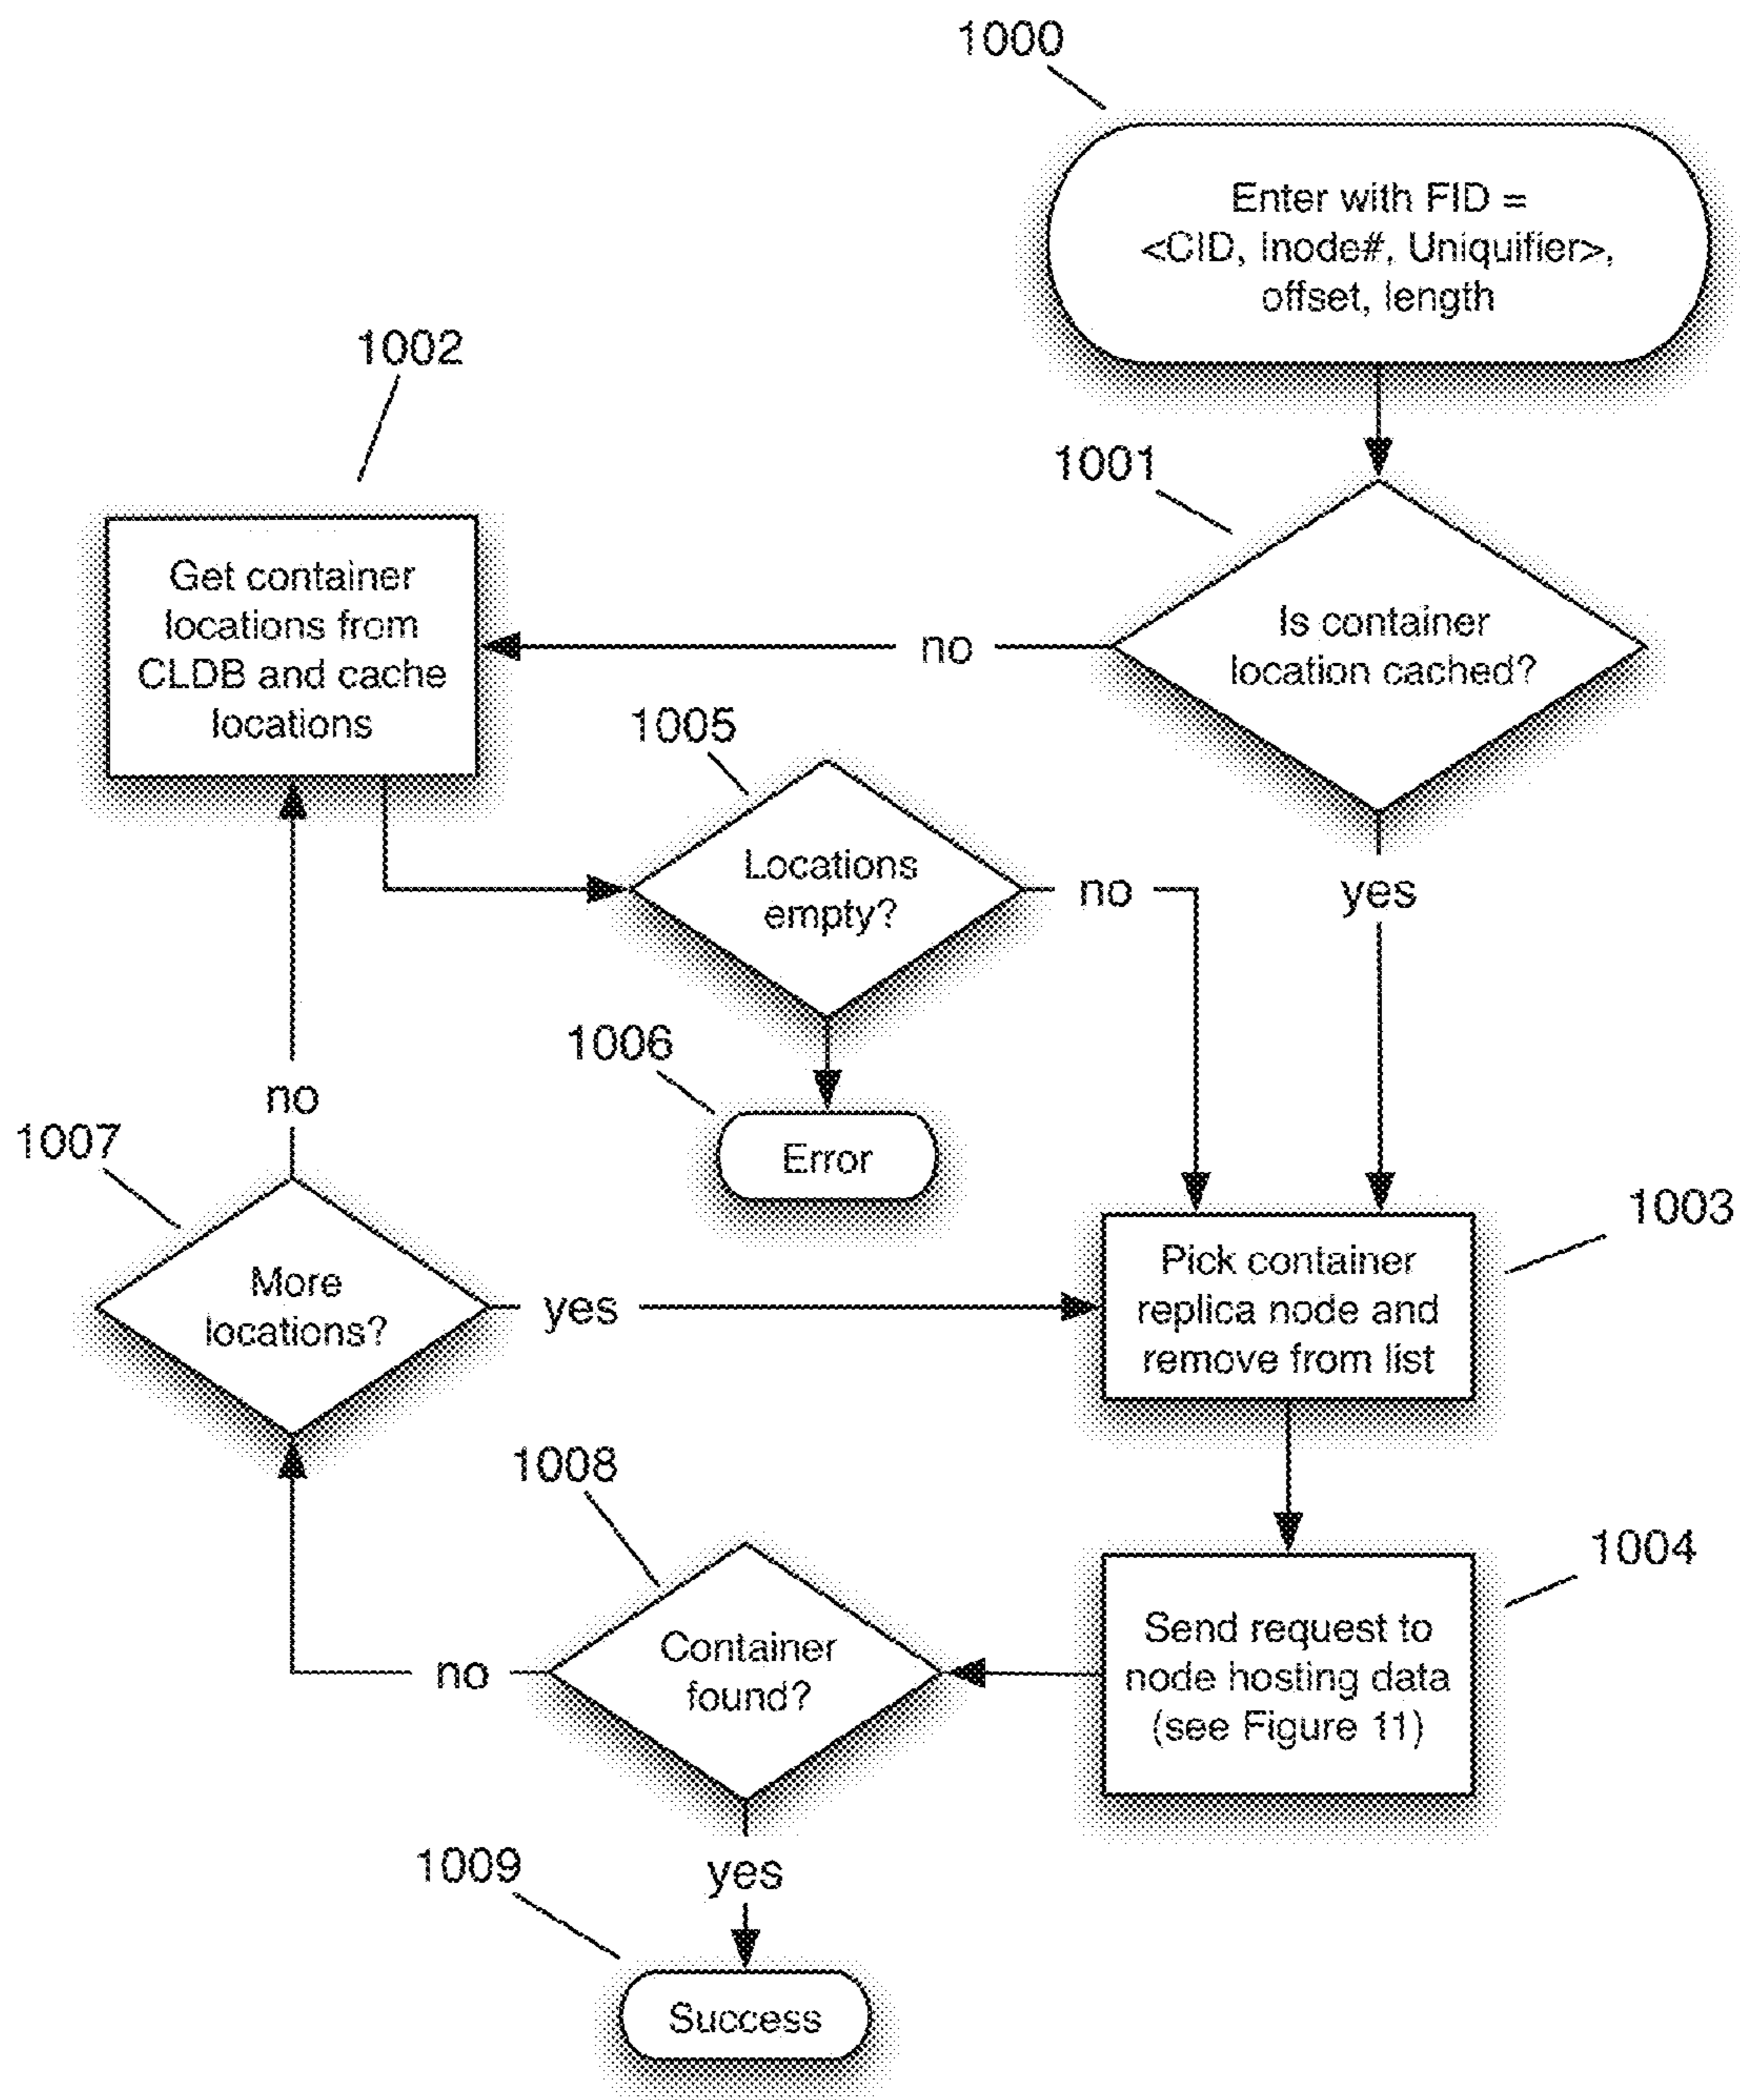 1000
Enter with FID =
<CID, Inode#, Uniquifier>,
offset, length
1002
1001
Get container
locations from
CLDB and cache
locations
no
Is container
location cached?
1005
Locations
empty?
no
yes
1006
Error
no
1007
More
locations?
yes
1003
Pick container
replica node and
remove from list
1008
Container
found?
no
1004
Send request to
node hosting data
(see Figure 11)
yes
1009
Success